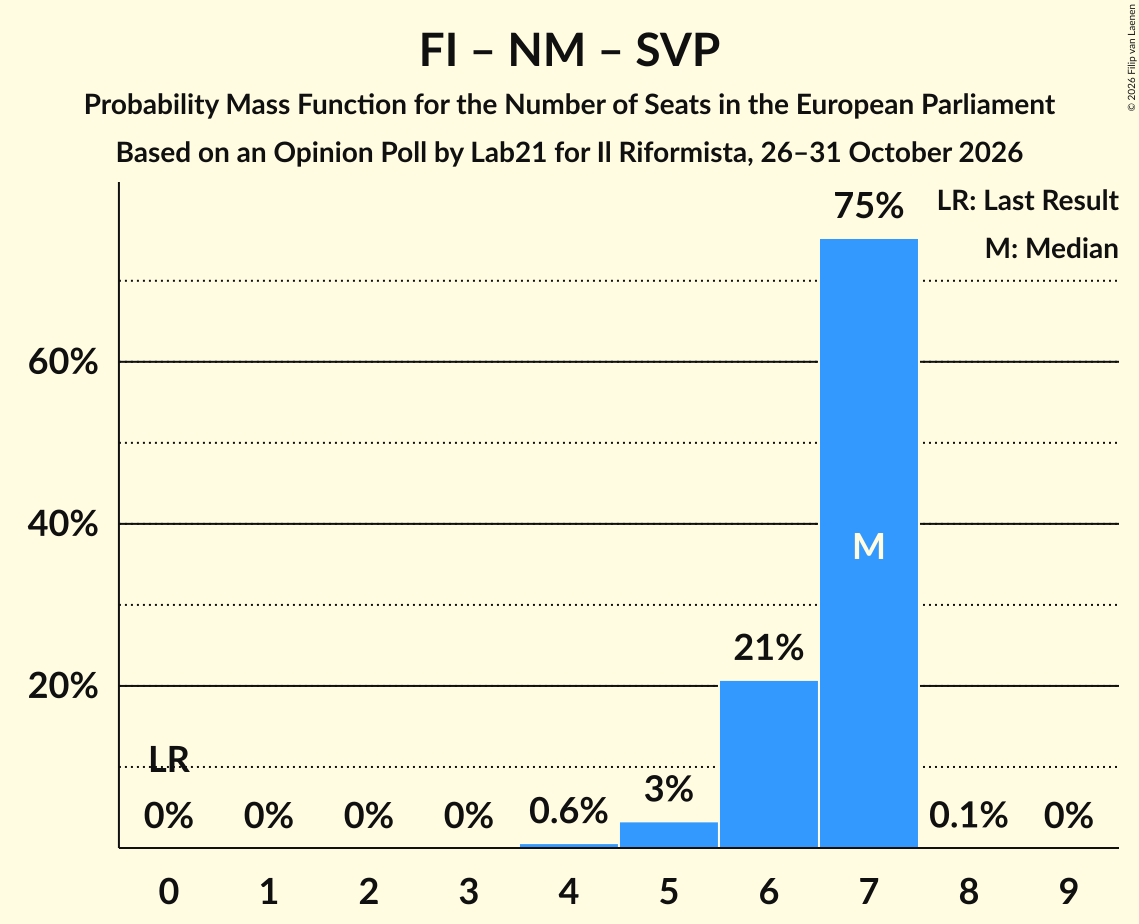 FI – NM – SVP
Probability Mass Function for the Number of Seats in the European Parliament
Based on an Opinion Poll by Lab21 for Il Riformista, 26–31 October 2026
© 2026 Filip van Laenen
LR: Last Result
M: Median
75%
60%
40%
M
21%
20%
LR
0%
0%
0%
0%
0.6%
3%
0.1%
0%
0
1
2
3
4
5
6
7
8
9